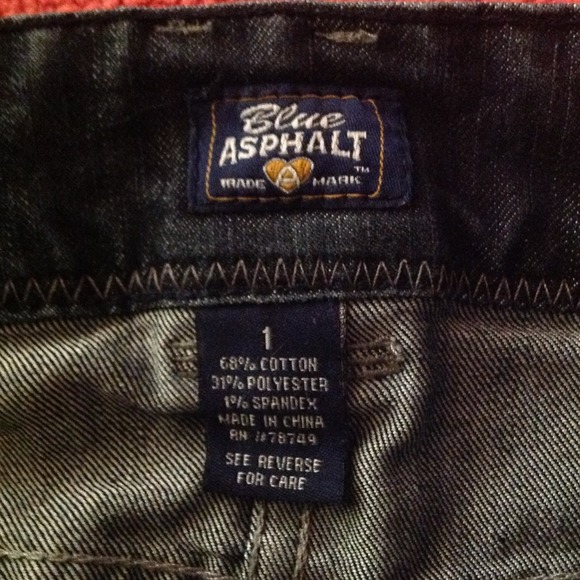 Blue
ASPHALT
TRADE A MARK ™
1
68% COTTON
31% POLYESTER
1% SPANDEX
MADE IN CHINA
RN #78749
SEE REVERSE
FOR CARE